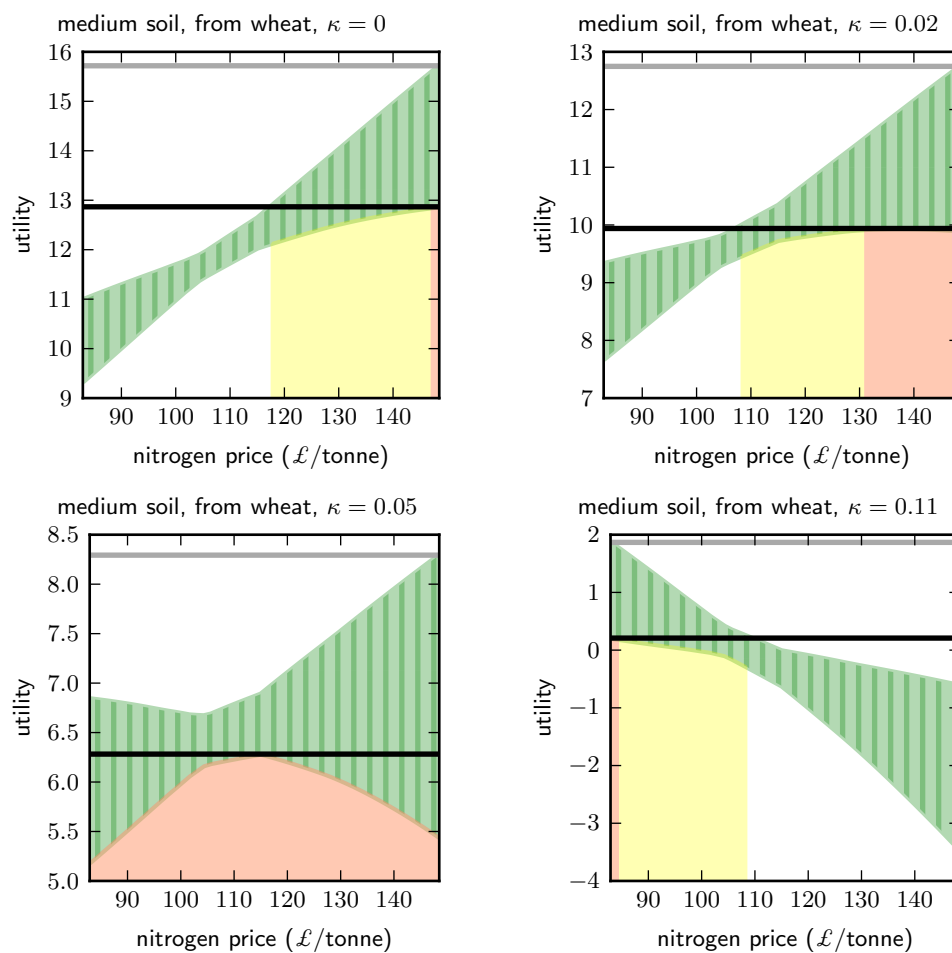 medium soil, from wheat, κ = 0
16
15
14
13
12
11
10
9
utility
90 100 110 120 130 140
nitrogen price (£/tonne)
medium soil, from wheat, κ = 0.02
13
12
11
10
9
8
7
utility
90 100 110 120 130 140
nitrogen price (£/tonne)
medium soil, from wheat, κ = 0.05
8.5
8.0
7.5
7.0
6.5
6.0
5.5
5.0
utility
90 100 110 120 130 140
nitrogen price (£/tonne)
medium soil, from wheat, κ = 0.11
2
1
0
−1
−2
−3
−4
utility
90 100 110 120 130 140
nitrogen price (£/tonne)